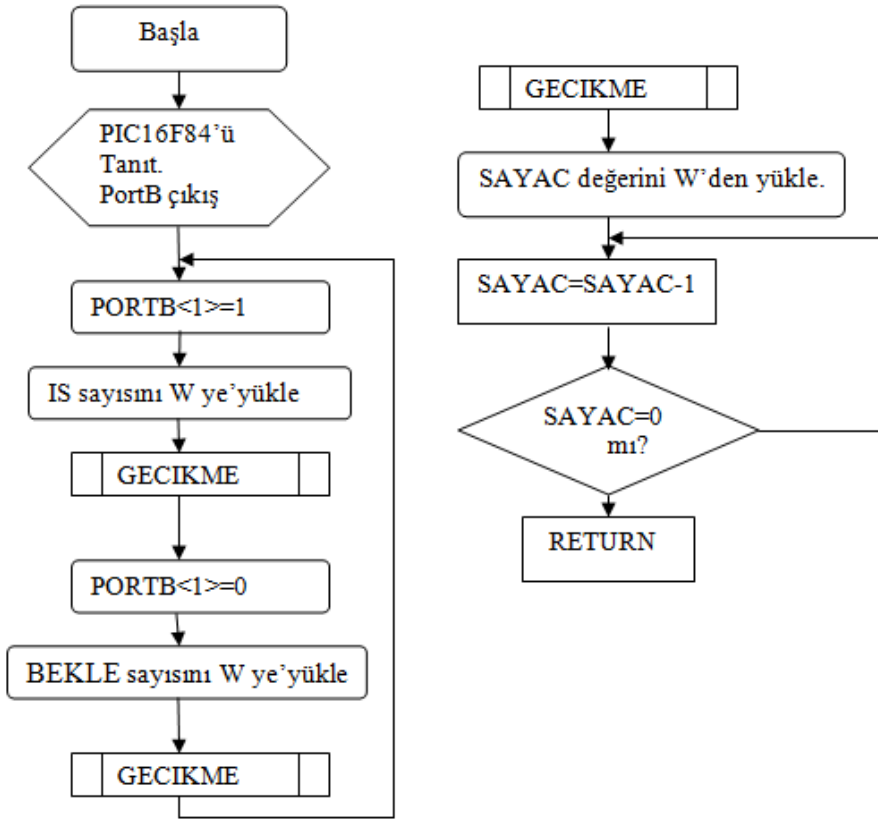 Başla
PIC16F84’ü
Tanıt.
PortB çıkış
PORTB<1>=1
IS sayısını W ye’yükle
GECIKME
PORTB<1>=0
BEKLE sayısını W ye’yükle
GECIKME
GECIKME
SAYAC değerini W’den yükle.
SAYAC=SAYAC-1
SAYAC=0
mı?
RETURN